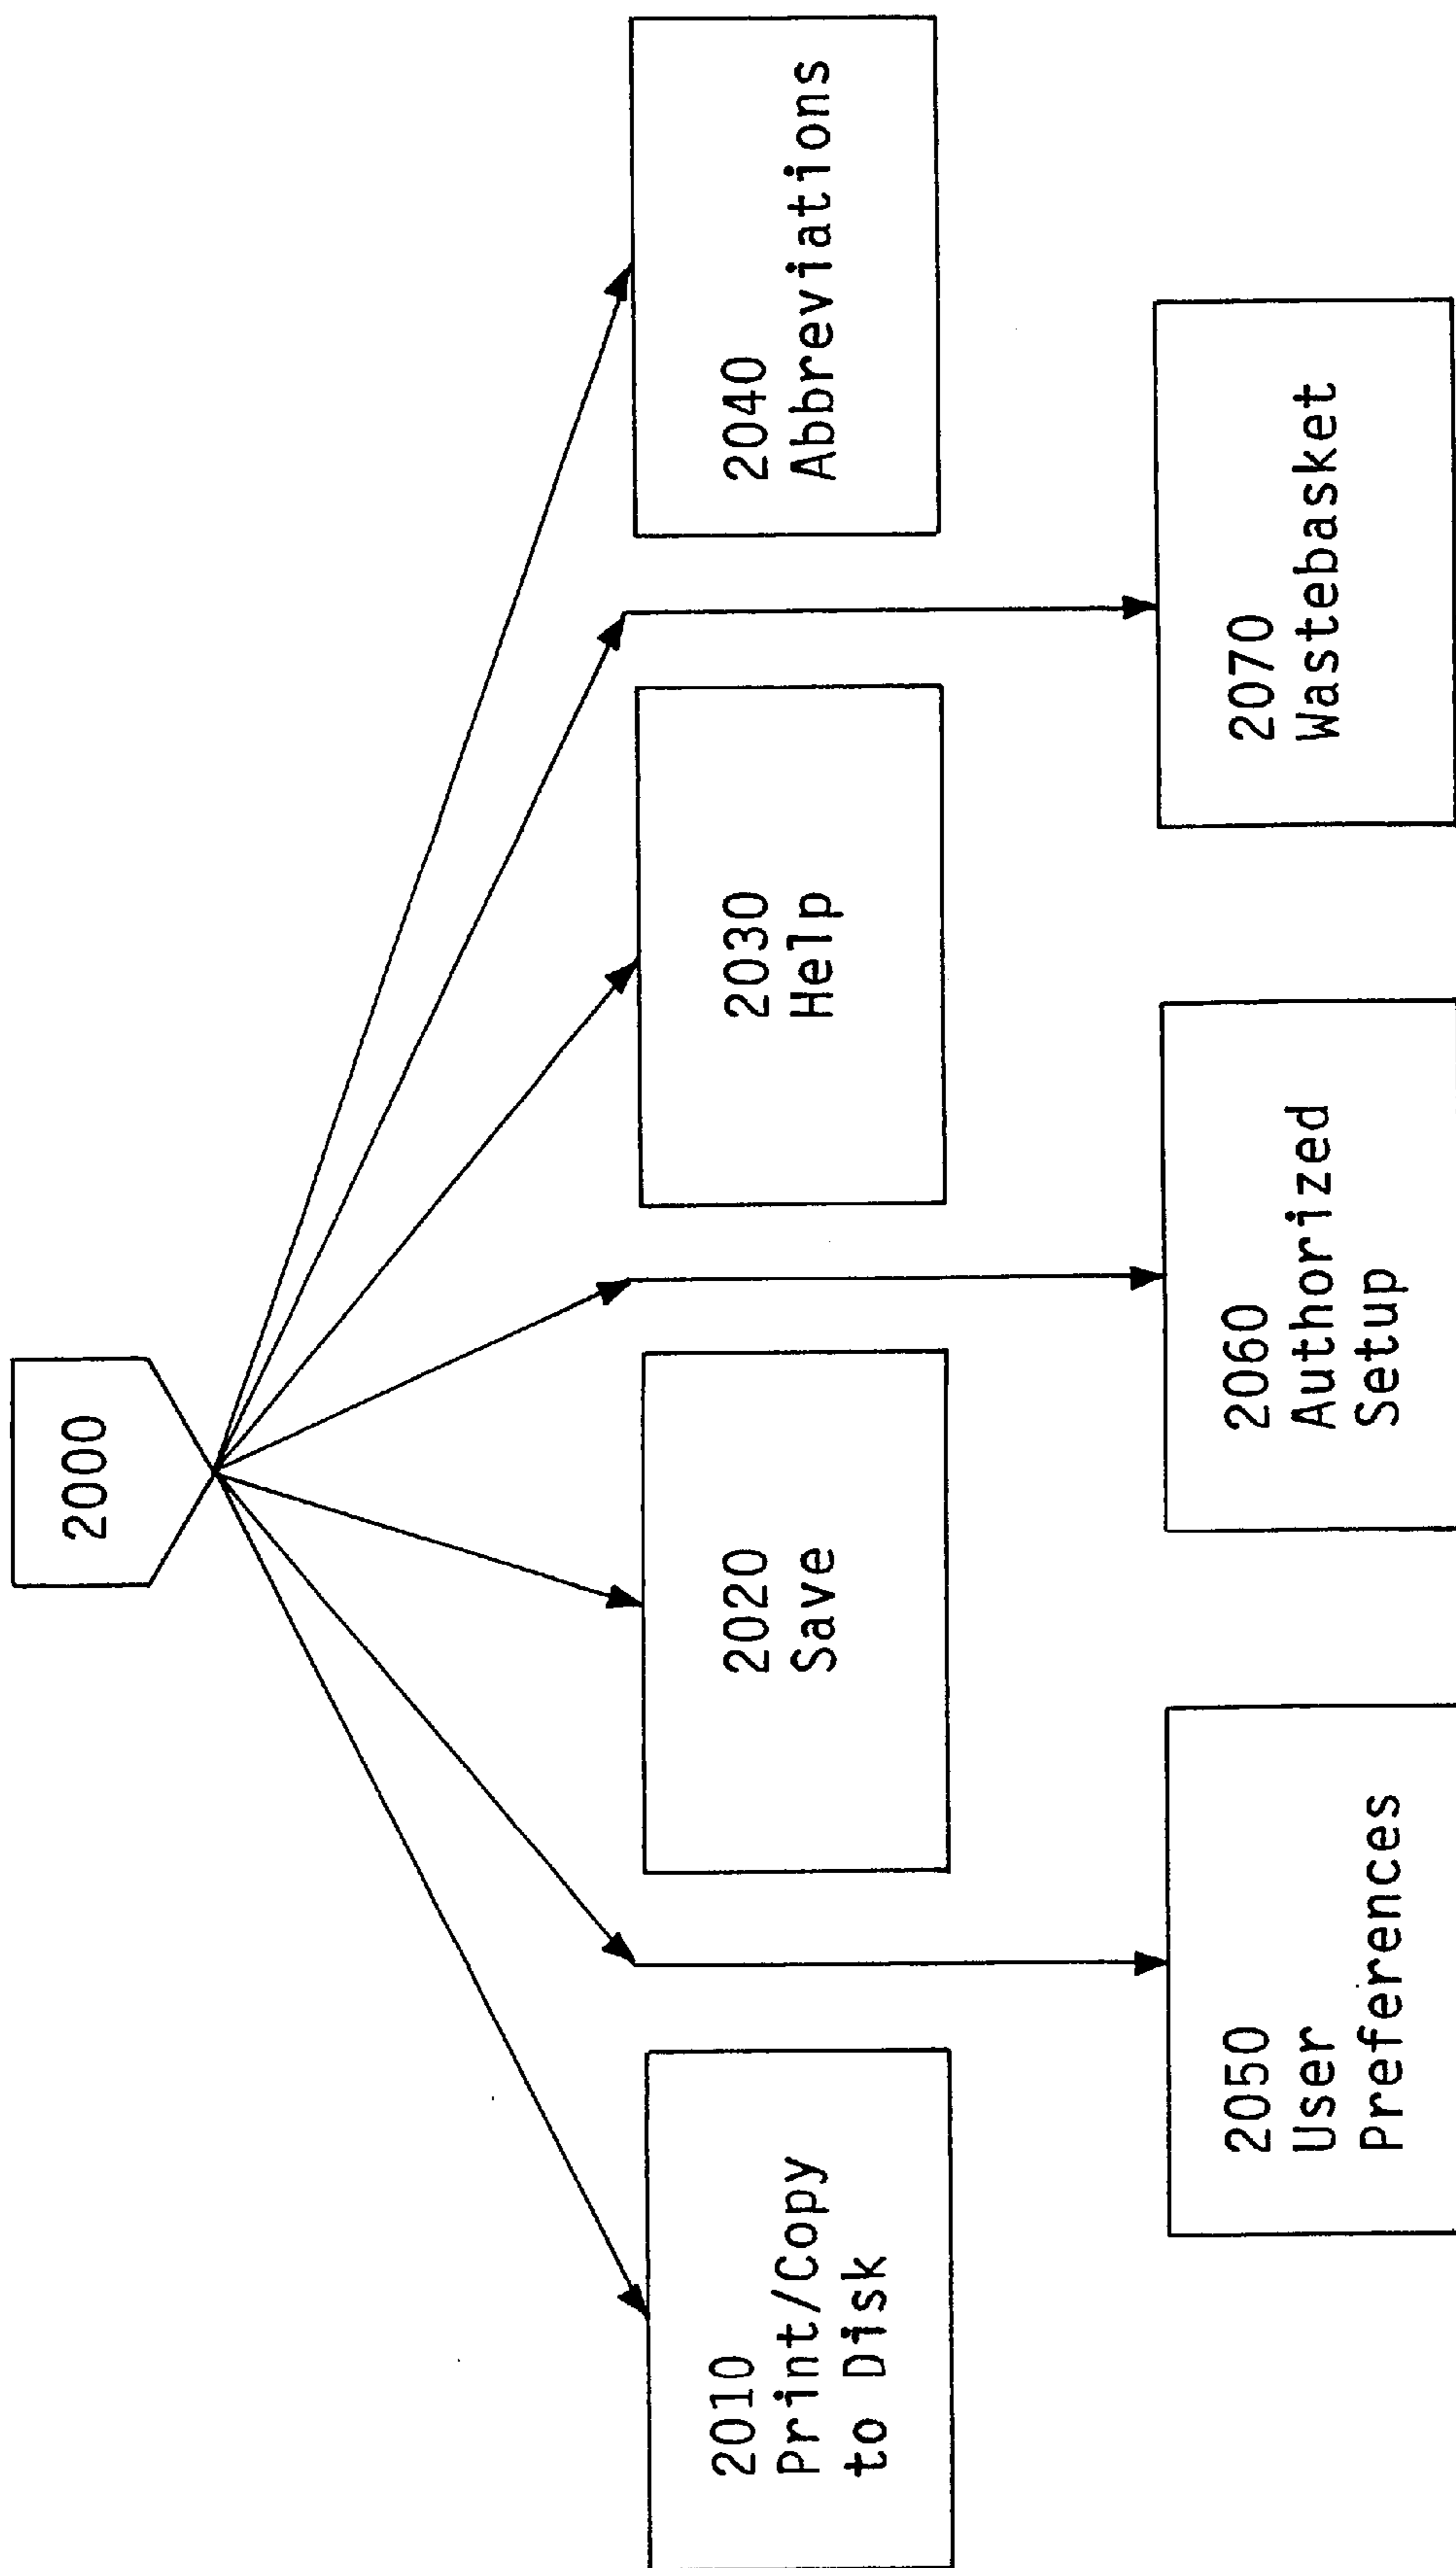 2000
2010
Print/Copy
to Disk
2020
Save
2030
Help
2040
Abbreviations
2050
User
Preferences
2060
Authorized
Setup
2070
Wastebasket